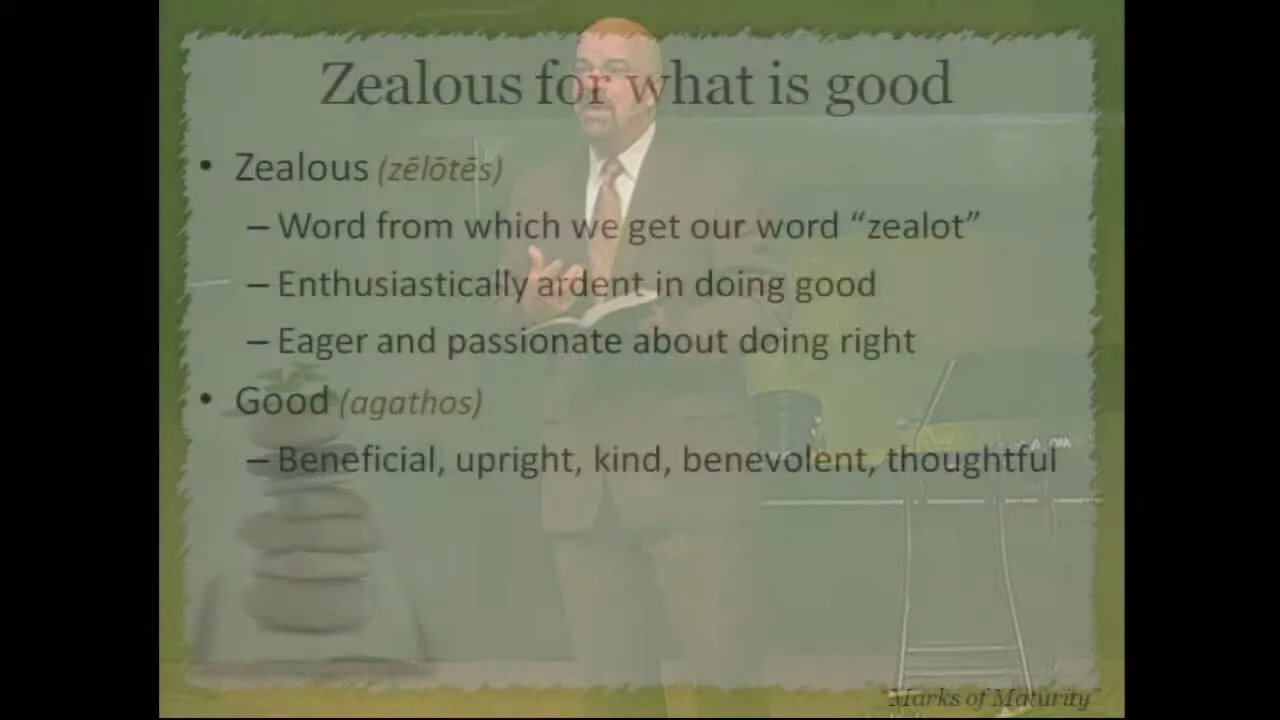 Zealous for what is good
• Zealous (zēlōtēs)
– Word from which we get our word “zealot”
– Enthusiastically ardent in doing good
– Eager and passionate about doing right
• Good (agathos)
– Beneficial, upright, kind, benevolent, thoughtful
“Marks of Maturity”